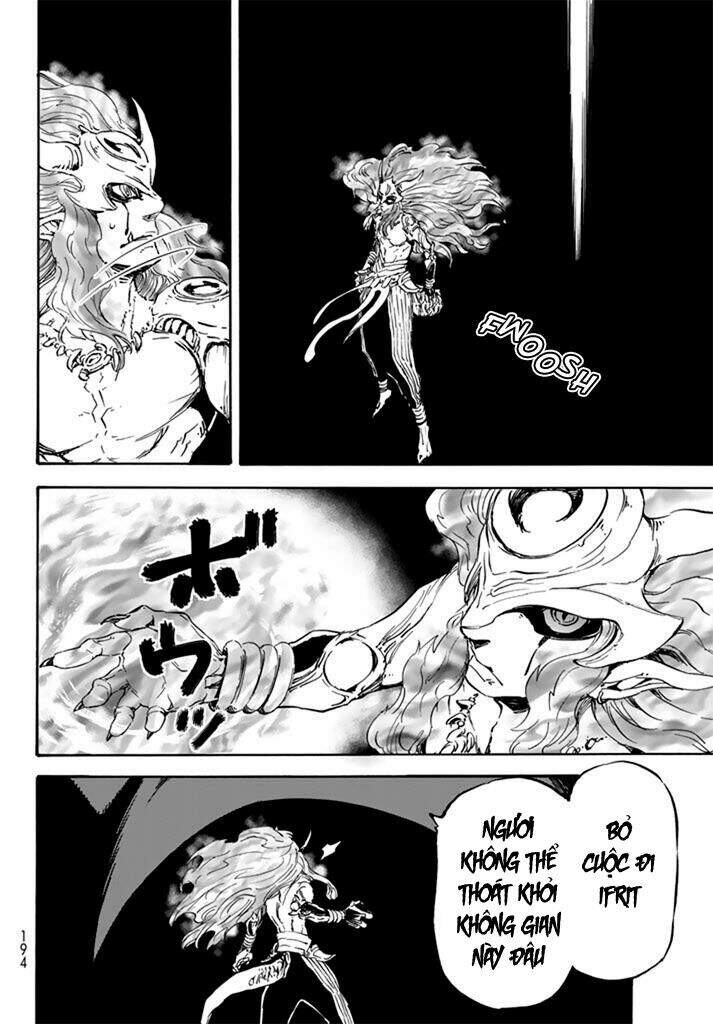 FWOOSH
ボ
ウッ
BỎ
CUỘC ĐI
IFRIT
NGƯƠI
KHÔNG THỂ
THOÁT KHỎI
KHÔNG GIAN
NÀY ĐÂU
194